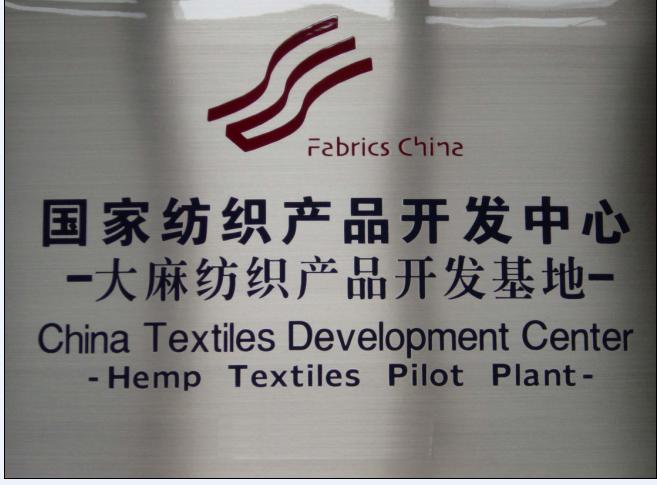 Fabrics China
国家纺织产品开发中心
-大麻纺织产品开发基地-
China Textiles Development Center
-Hemp Textiles Pilot Plant-